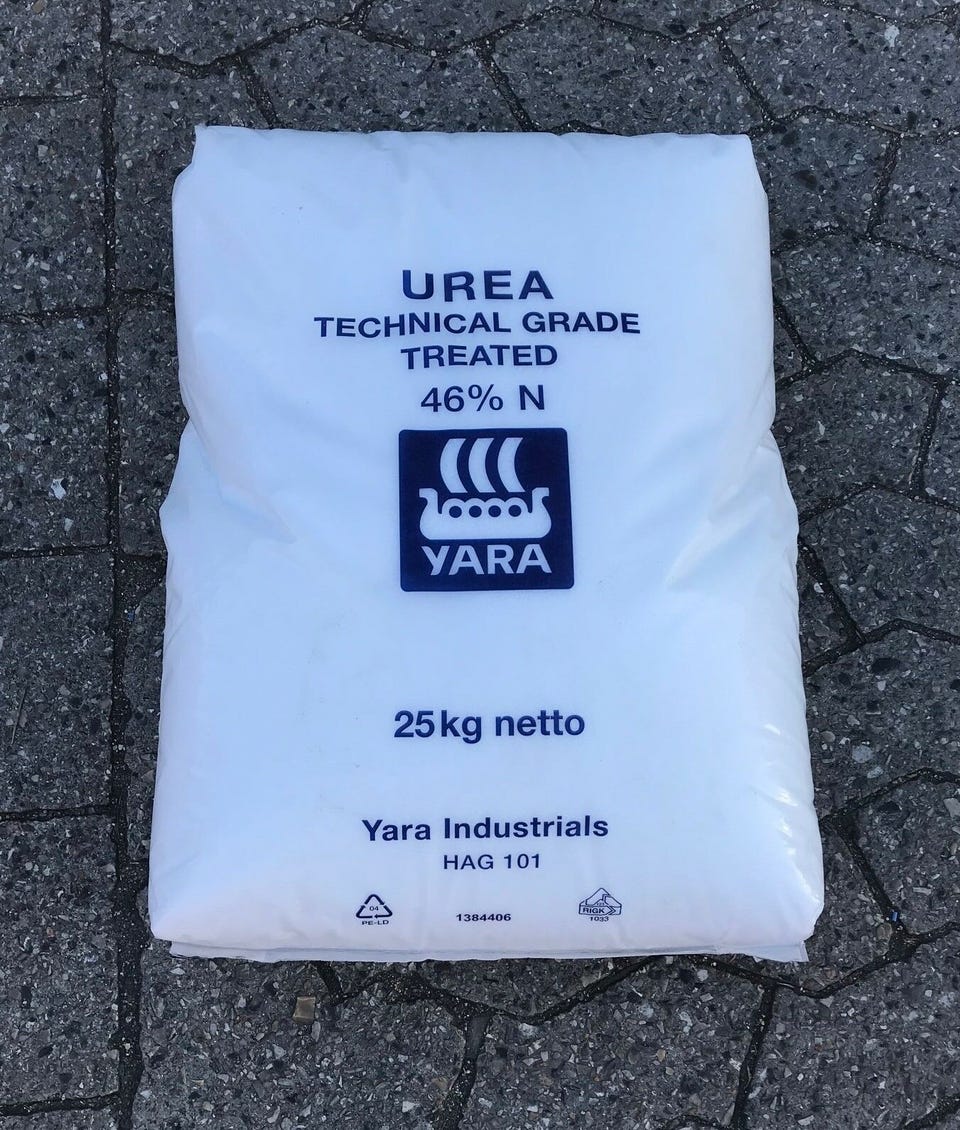 UREA
TECHNICAL GRADE
TREATED
46% N
YARA
25kg netto
Yara Industrials
HAG 101
04
PE-LD
1384406
RIGK
1033